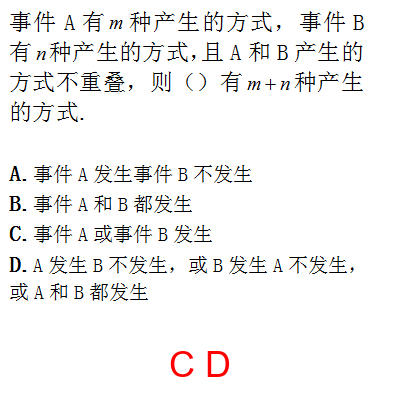 事件 A 有 m 种产生的方式，事件 B
有 n 种产生的方式,且 A 和 B 产生的
方式不重叠，则（）有 m+n 种产生
的方式.
A. 事件 A 发生事件 B 不发生
B. 事件 A 和 B 都发生
C. 事件 A 或事件 B 发生
D. A 发生 B 不发生，或 B 发生 A 不发生，
或 A 和 B 都发生
C D